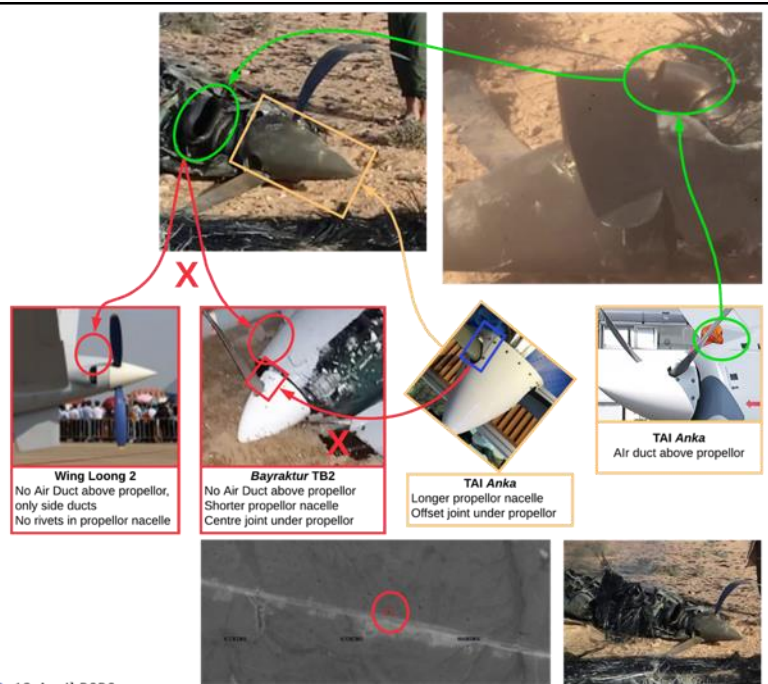 X
X
Wing Loong 2
No Air Duct above propellor,
only side ducts
No rivets in propellor nacelle
Bayraktur TB2
No Air Duct above propellor
Shorter propellor nacelle
Centre joint under propellor
TAI Anka
Longer propellor nacelle
Offset joint under propellor
TAI Anka
AIr duct above propellor